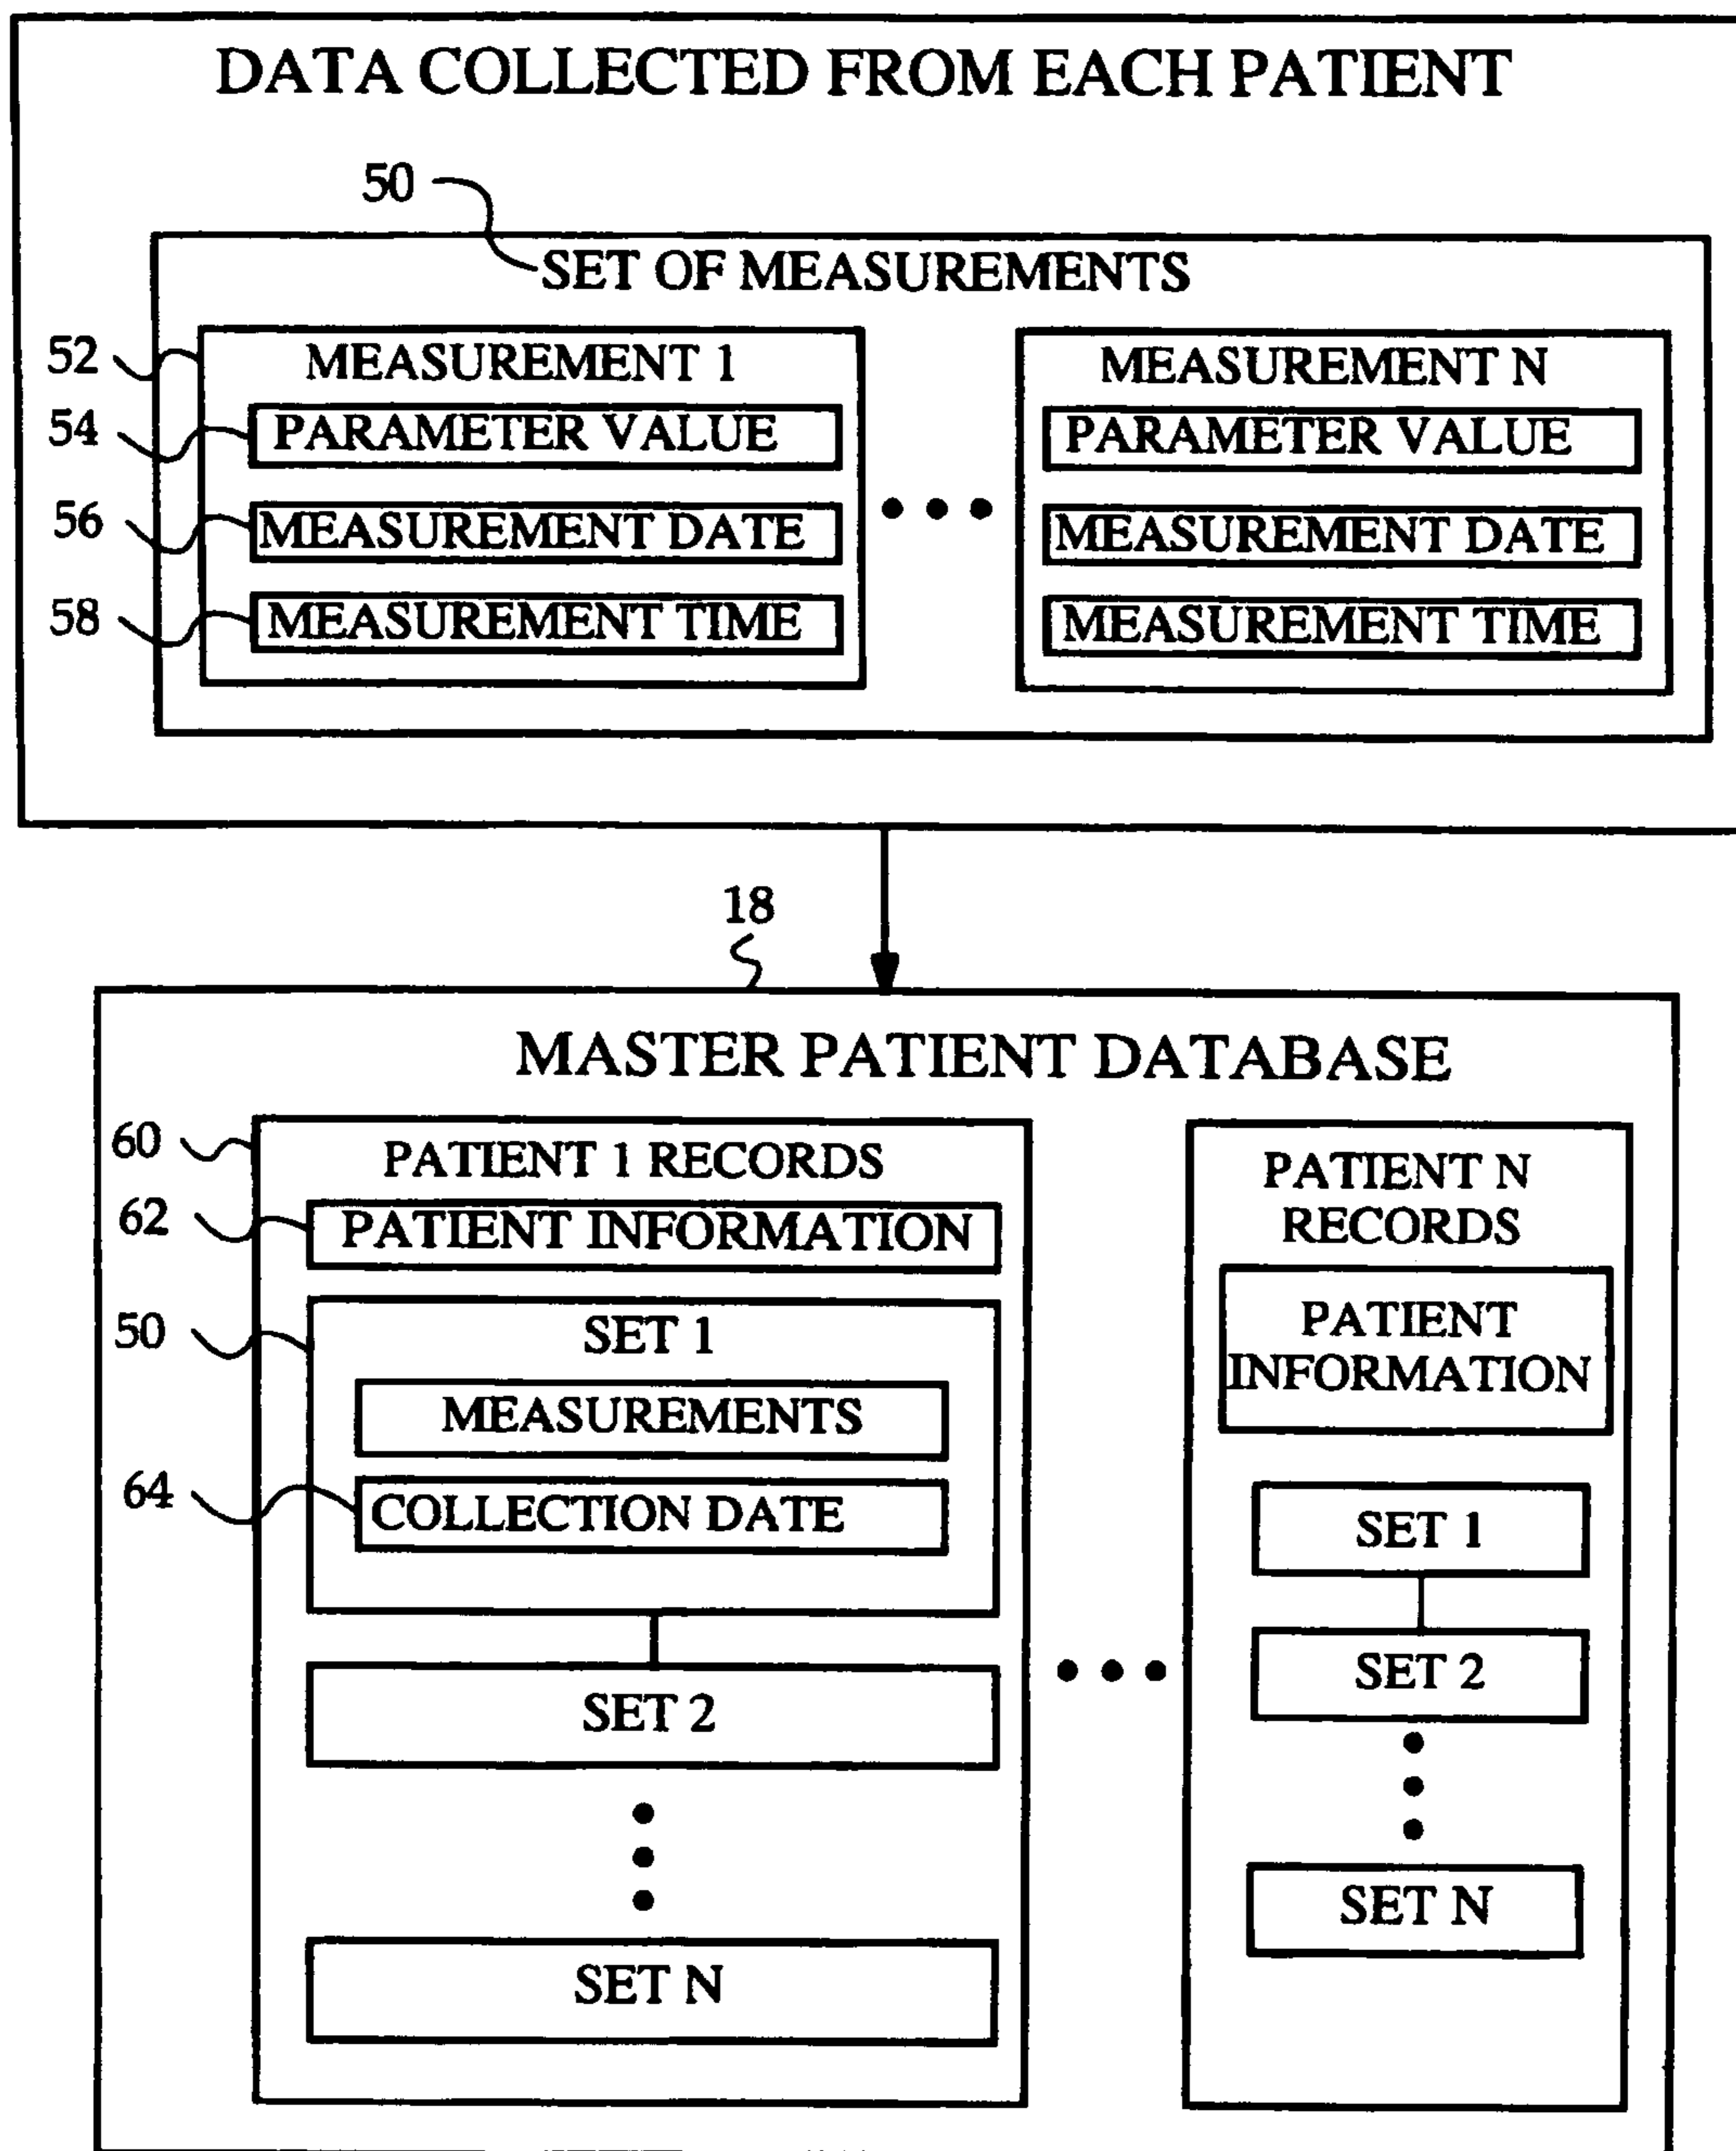 DATA COLLECTED FROM EACH PATIENT
50
SET OF MEASUREMENTS
52
MEASUREMENT 1
54
PARAMETER VALUE
56
MEASUREMENT DATE
58
MEASUREMENT TIME
MEASUREMENT N
PARAMETER VALUE
MEASUREMENT DATE
MEASUREMENT TIME
18
MASTER PATIENT DATABASE
60
PATIENT 1 RECORDS
62
PATIENT INFORMATION
50
SET 1
MEASUREMENTS
64
COLLECTION DATE
SET 2
SET N
PATIENT N
RECORDS
PATIENT
INFORMATION
SET 1
SET 2
SET N